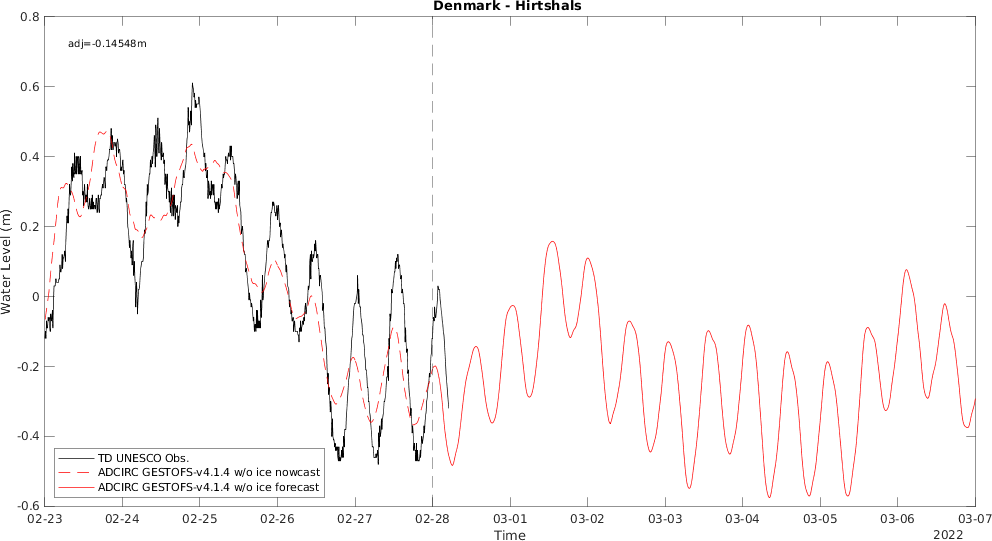 Denmark - Hirtshals
adj=-0.14548m
0.8
0.6
0.4
0.2
0
-0.2
-0.4
-0.6
Water Level (m)
TD UNESCO Obs.
ADCIRC GESTOFS-v4.1.4 w/o ice nowcast
ADCIRC GESTOFS-v4.1.4 w/o ice forecast
02-23 02-24 02-25 02-26 02-27 02-28 03-01 03-02 03-03 03-04 03-05 03-06 03-07
Time
2022